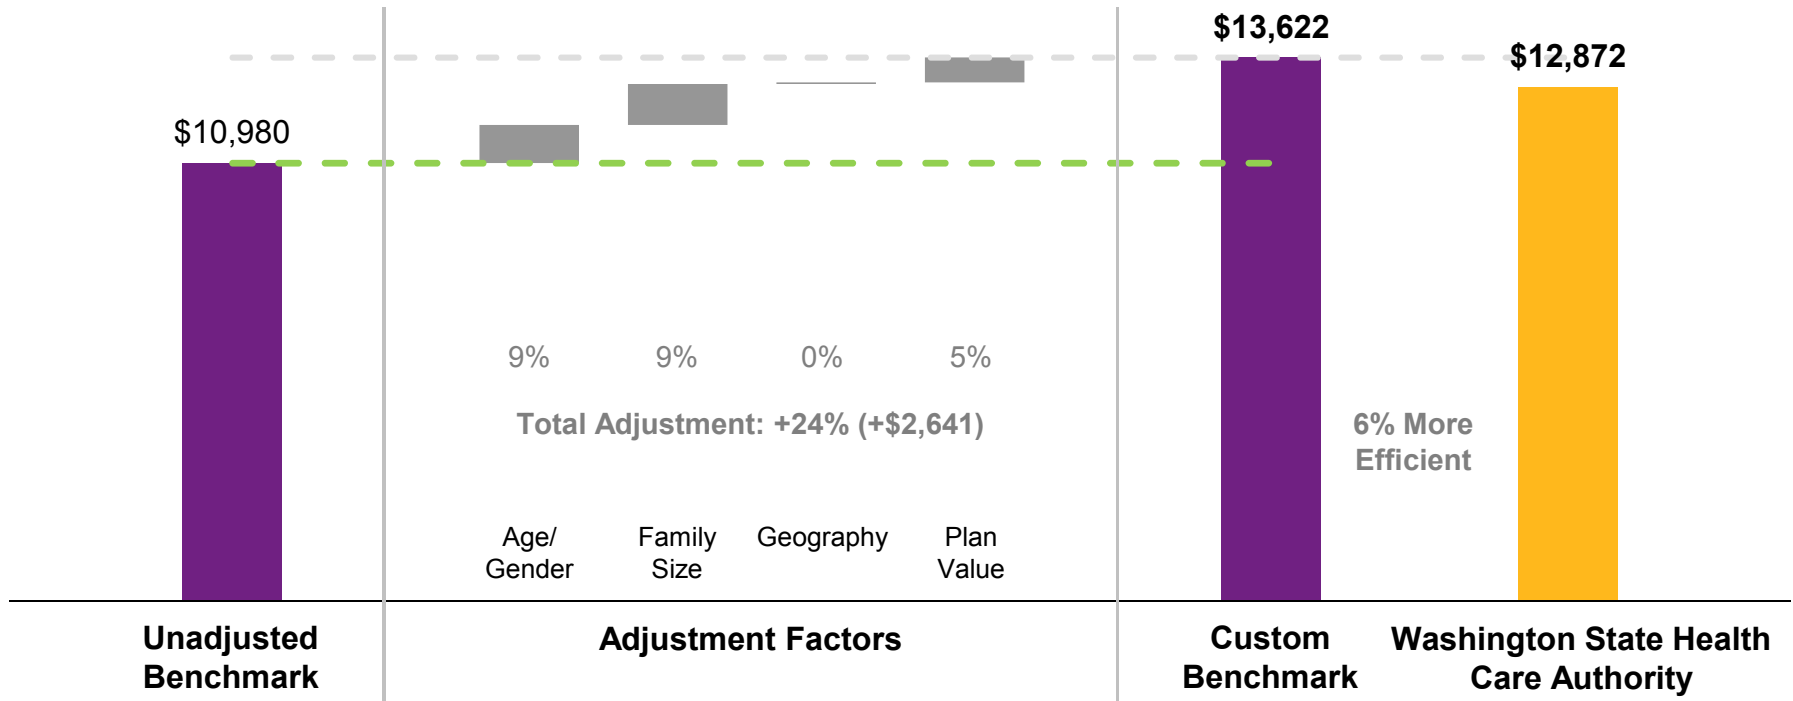 $13,622
$12,872
$10,980
9%
9%
0%
5%
Total Adjustment: +24% (+$2,641)
6% More
Efficient
Age/
Gender
Family
Size
Geography
Plan
Value
Unadjusted
Benchmark
Adjustment Factors
Custom
Benchmark
Washington State Health
Care Authority